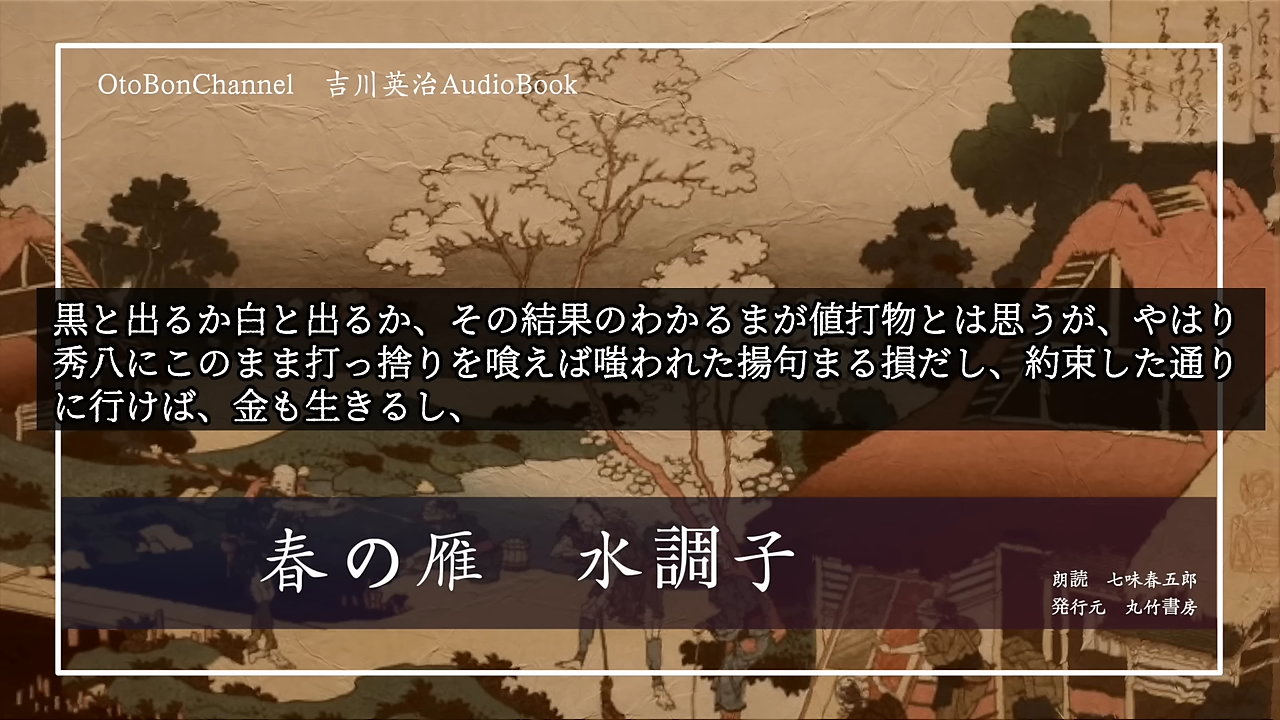 OtoBonChannel　吉川英治AudioBook
黒と出るか白と出るか、その結果のわかるまが値打物とは思うが、やはり
秀八にこのまま打っ捨りを喰えば嗤われた揚句まる損だし、約束した通り
に行けば、金も生きるし、
春の雁　水調子
朗読　七味春五郎
発行元　丸竹書房